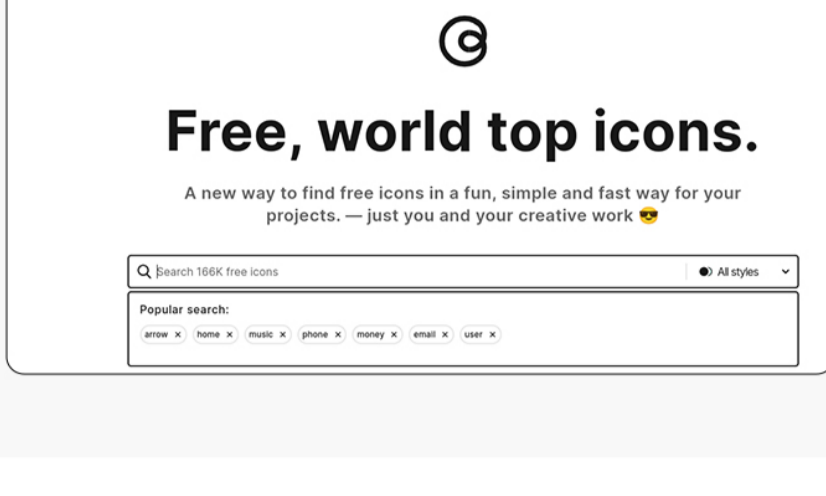 Free, world top icons.
A new way to find free icons in a fun, simple and fast way for your
projects. — just you and your creative work 😎
Search 166K free icons
All styles
Popular search:
arrow ✕ home ✕ music ✕ phone ✕ money ✕ email ✕ user ✕